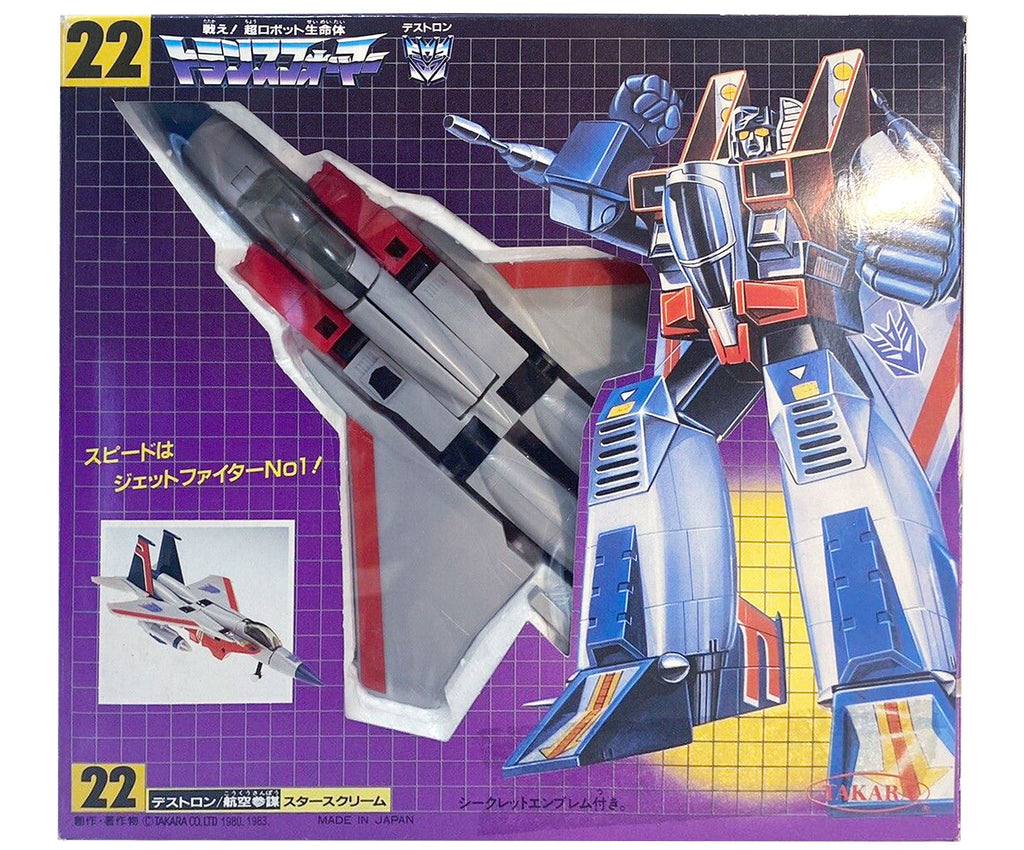 22
戦え！超ロボット生命体
トランスフォーマー
デストロン
スピードは
ジェットファイターNo1！
22
デストロン/航空参謀 スタースクリーム
シークレットエンブレム付き。
TAKARA
創作・著作物 ©TAKARA CO.,LTD 1980, 1983.
MADE IN JAPAN